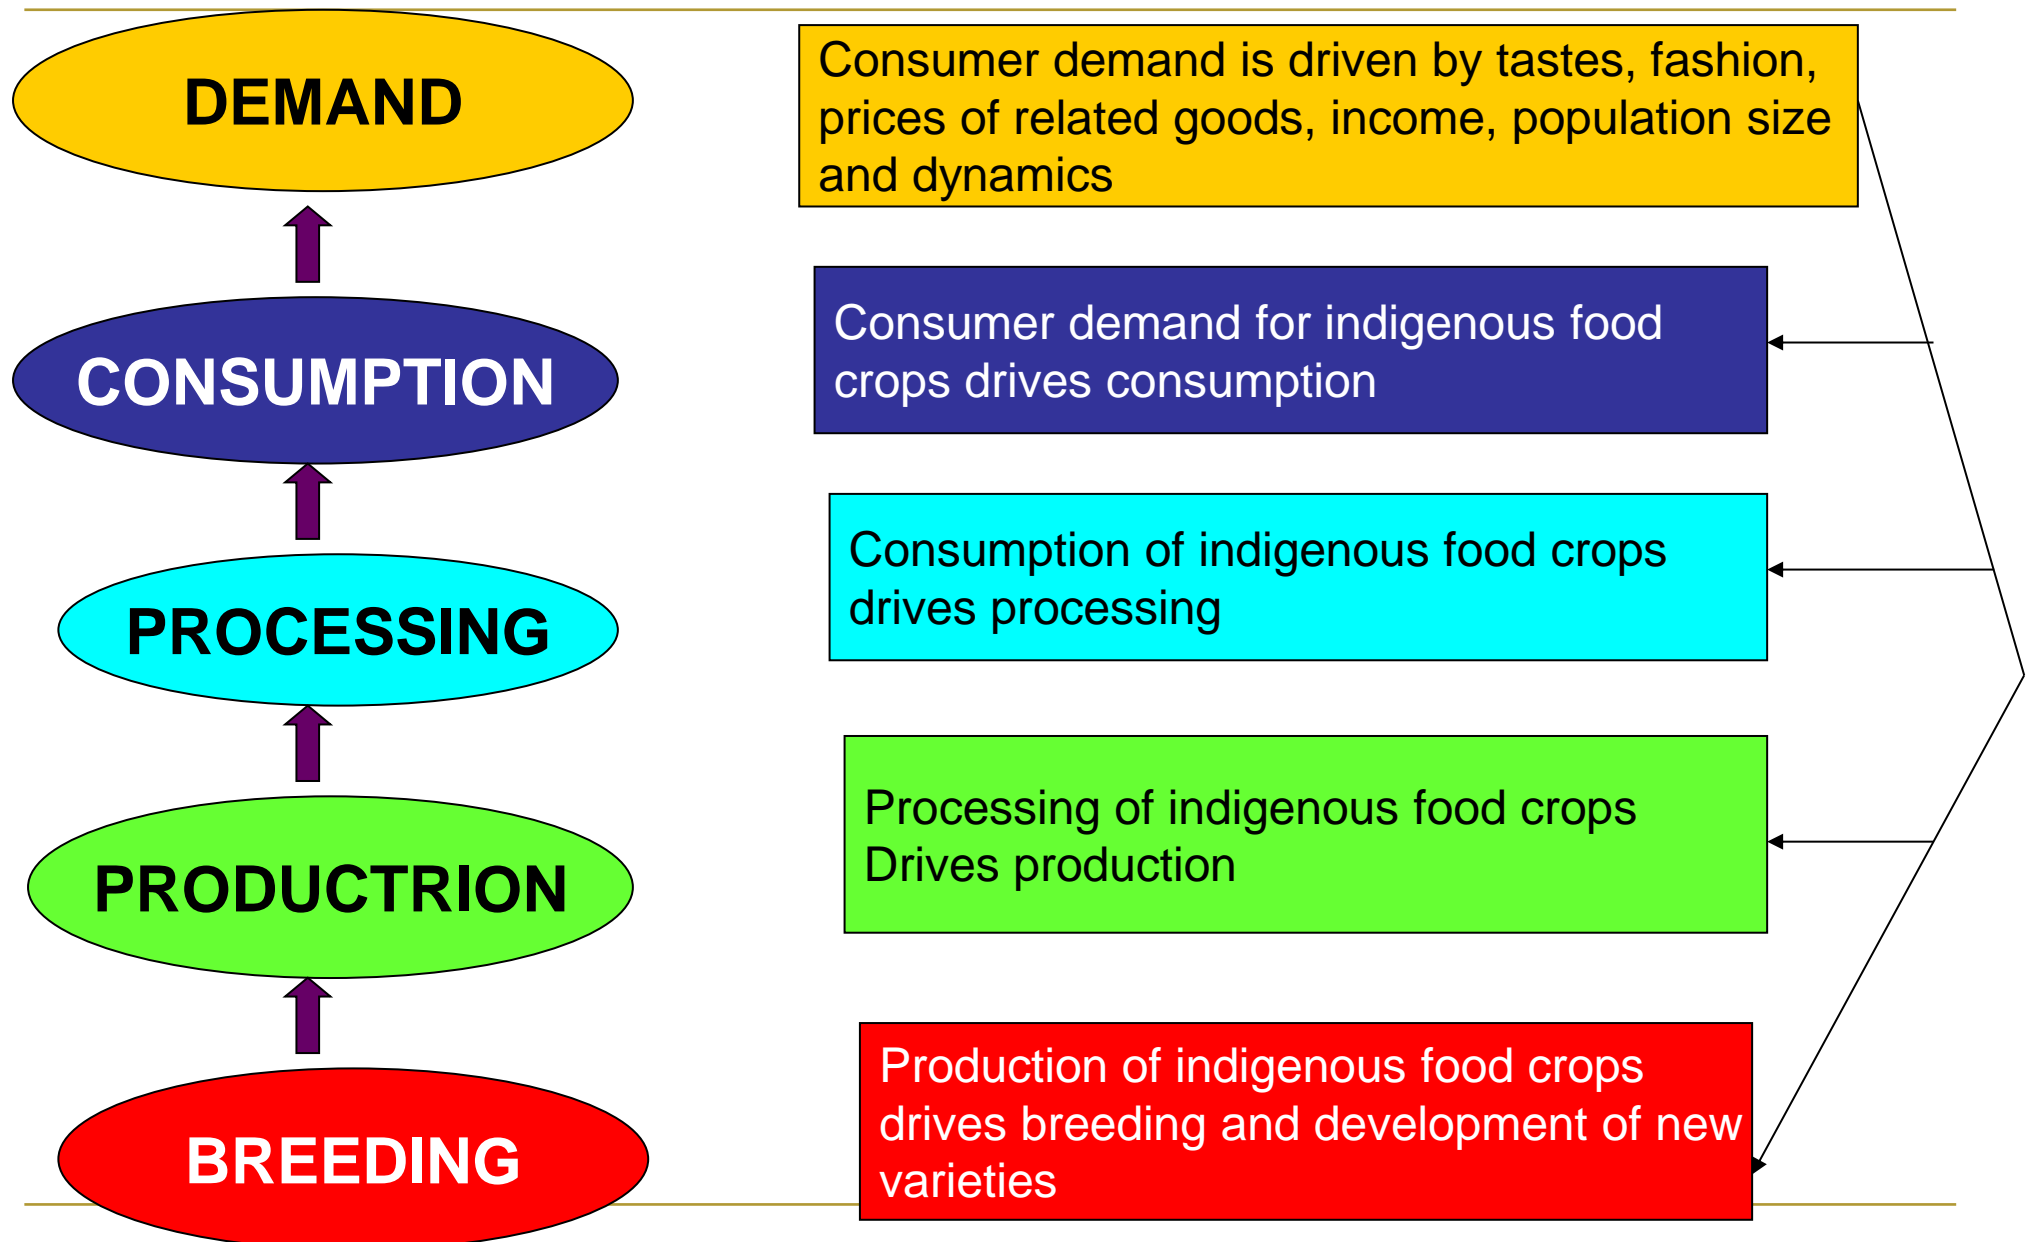 DEMAND
Consumer demand is driven by tastes, fashion,
prices of related goods, income, population size
and dynamics
CONSUMPTION
Consumer demand for indigenous food
crops drives consumption
PROCESSING
Consumption of indigenous food crops
drives processing
PRODUCTRION
Processing of indigenous food crops
Drives production
BREEDING
Production of indigenous food crops
drives breeding and development of new
varieties